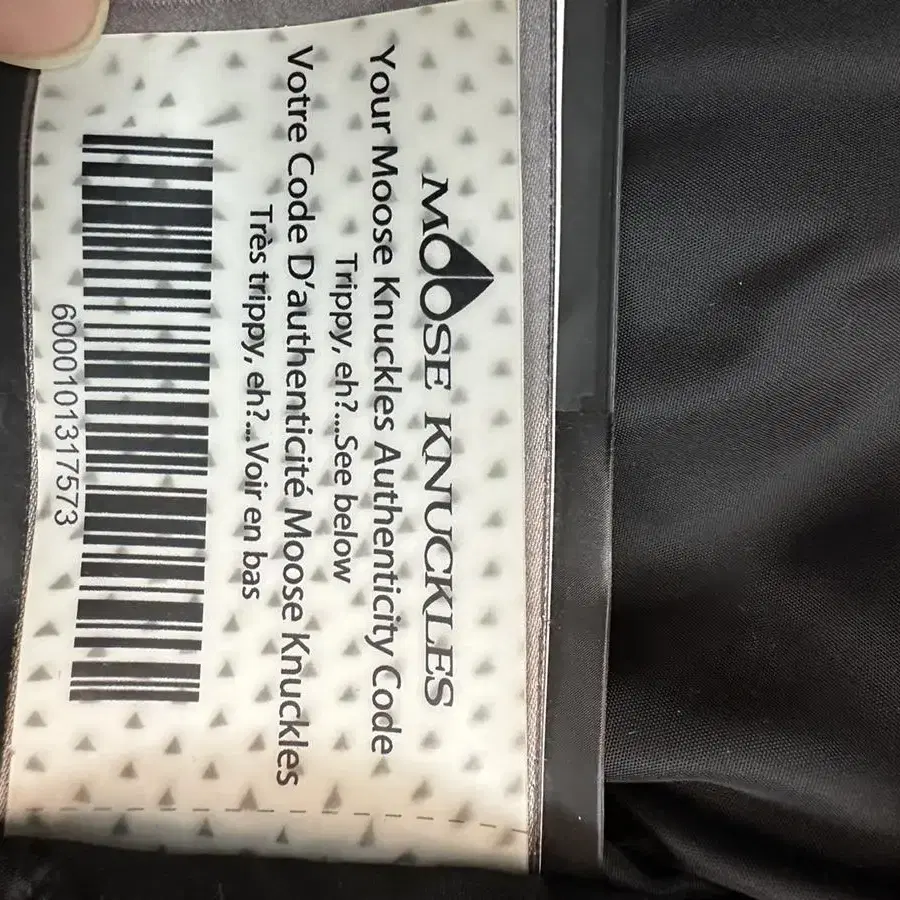 MOOSE KNUCKLES
Your Moose Knuckles Authenticity Code
Trippy, eh?...See below
Votre Code D'authenticité Moose Knuckles
Très trippy, eh?...Voir en bas
6000101317573